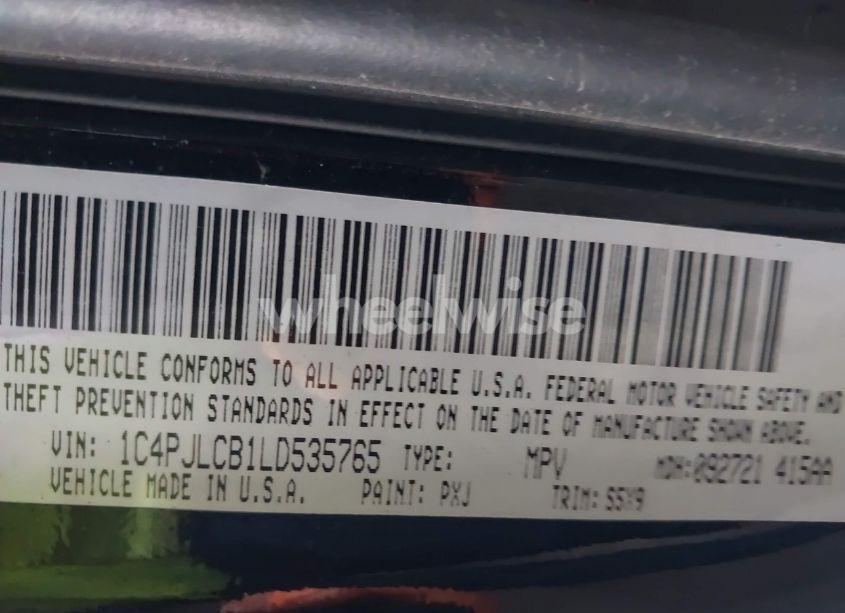 wheelwise
THIS VEHICLE CONFORMS TO ALL APPLICABLE U.S.A. FEDERAL MOTOR VEHICLE SAFETY AND
THEFT PREVENTION STANDARDS IN EFFECT ON THE DATE OF MANUFACTURE SHOWN ABOVE.
VIN: 1C4PJLCB1LD535765 TYPE: MPV MDH:092721 415AA
VEHICLE MADE IN U.S.A. PAINT: PXJ TRIM: S5X9